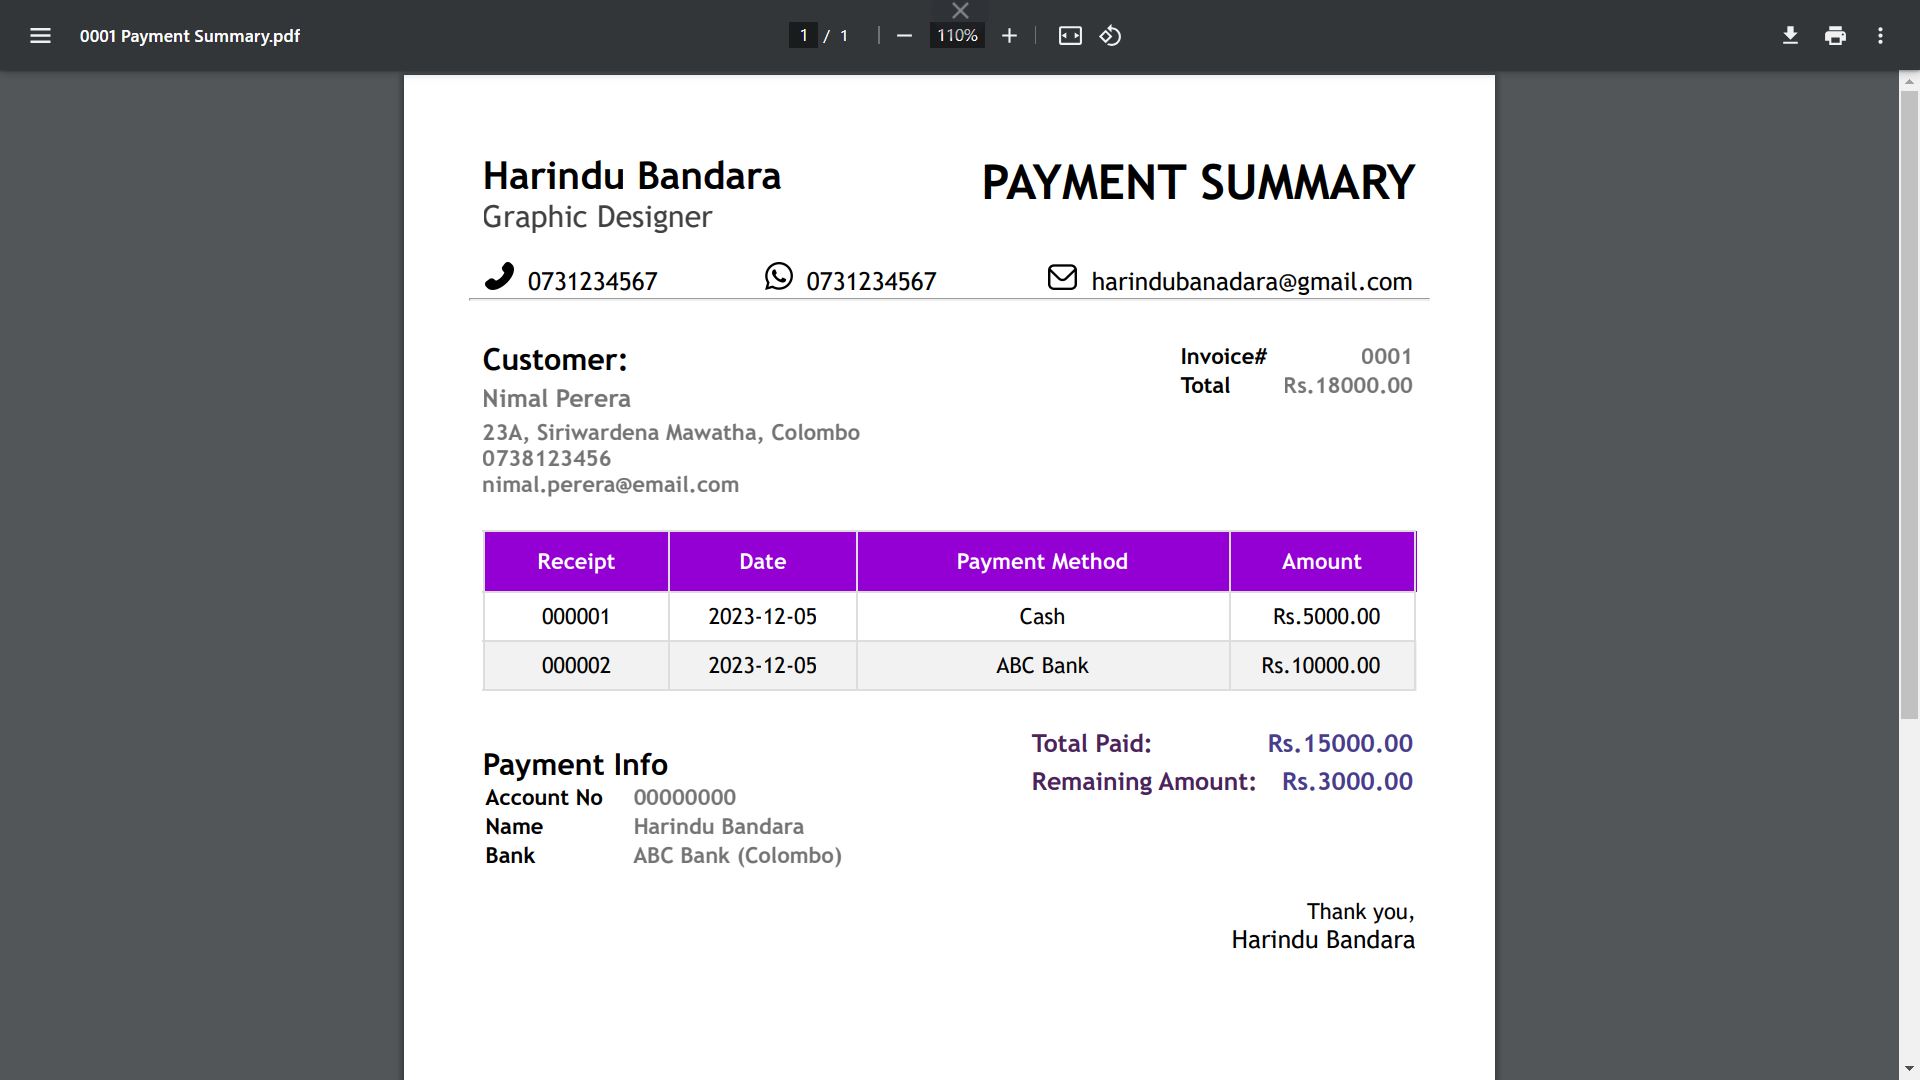 0001 Payment Summary.pdf
1 / 1
110%
Harindu Bandara
PAYMENT SUMMARY
Graphic Designer
0731234567
0731234567
harindubanadara@gmail.com
Customer:
Nimal Perera
23A, Siriwardena Mawatha, Colombo
0738123456
nimal.perera@email.com
Invoice# 0001
Total Rs.18000.00
Receipt Date Payment Method Amount
000001 2023-12-05 Cash Rs.5000.00
000002 2023-12-05 ABC Bank Rs.10000.00
Total Paid: Rs.15000.00
Remaining Amount: Rs.3000.00
Payment Info
Account No 00000000
Name Harindu Bandara
Bank ABC Bank (Colombo)
Thank you,
Harindu Bandara